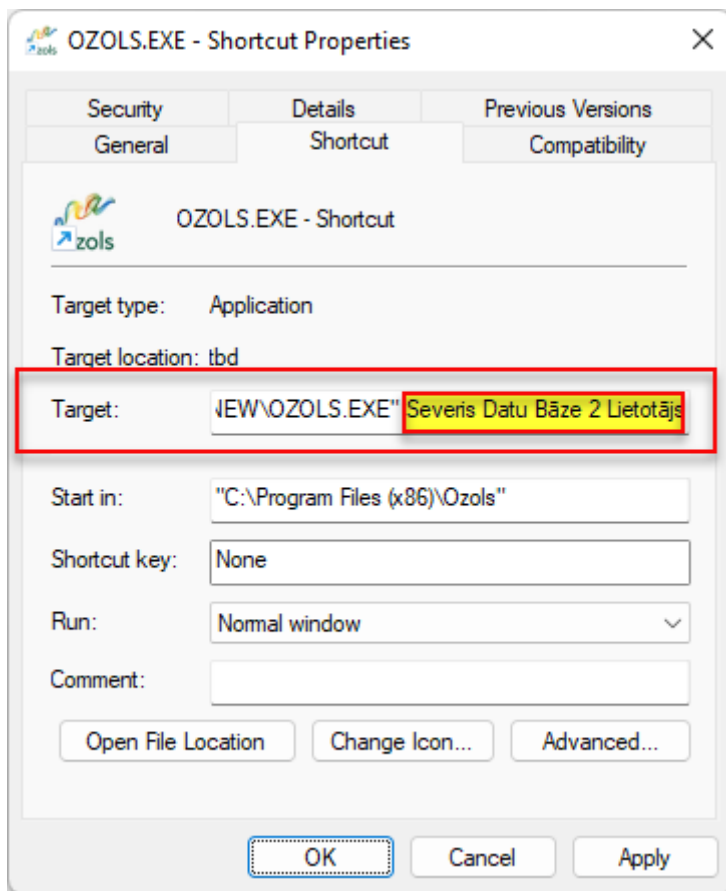 OZOLS.EXE - Shortcut Properties
Security Details Previous Versions
General Shortcut Compatibility
zols
OZOLS.EXE - Shortcut
Target type: Application
Target location: tbd
Target: NEW\OZOLS.EXE" Severis Datu Bāze 2 Lietotājs
Start in: "C:\Program Files (x86)\Ozols"
Shortcut key: None
Run: Normal window
Comment:
Open File Location Change Icon... Advanced...
OK Cancel Apply